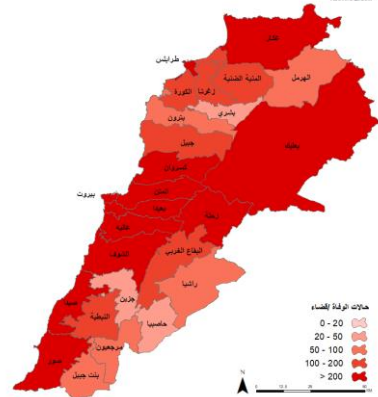 عكار
طرابلس
المنية الضنية
الهرمل
زغرتا
الكورة
بشري
بترون
بعلبك
جبيل
كسروان
المتن
بيروت
بعبدا
عاليه
زحلة
الشوف
البقاع الغربي
راشيا
صيدا
جزين
النبطية
حاصبيا
مرجعيون
صور
بنت جبيل
حالات الوفاة /قضاء
0 - 20
20 - 50
50 - 100
100 - 200
> 200
N